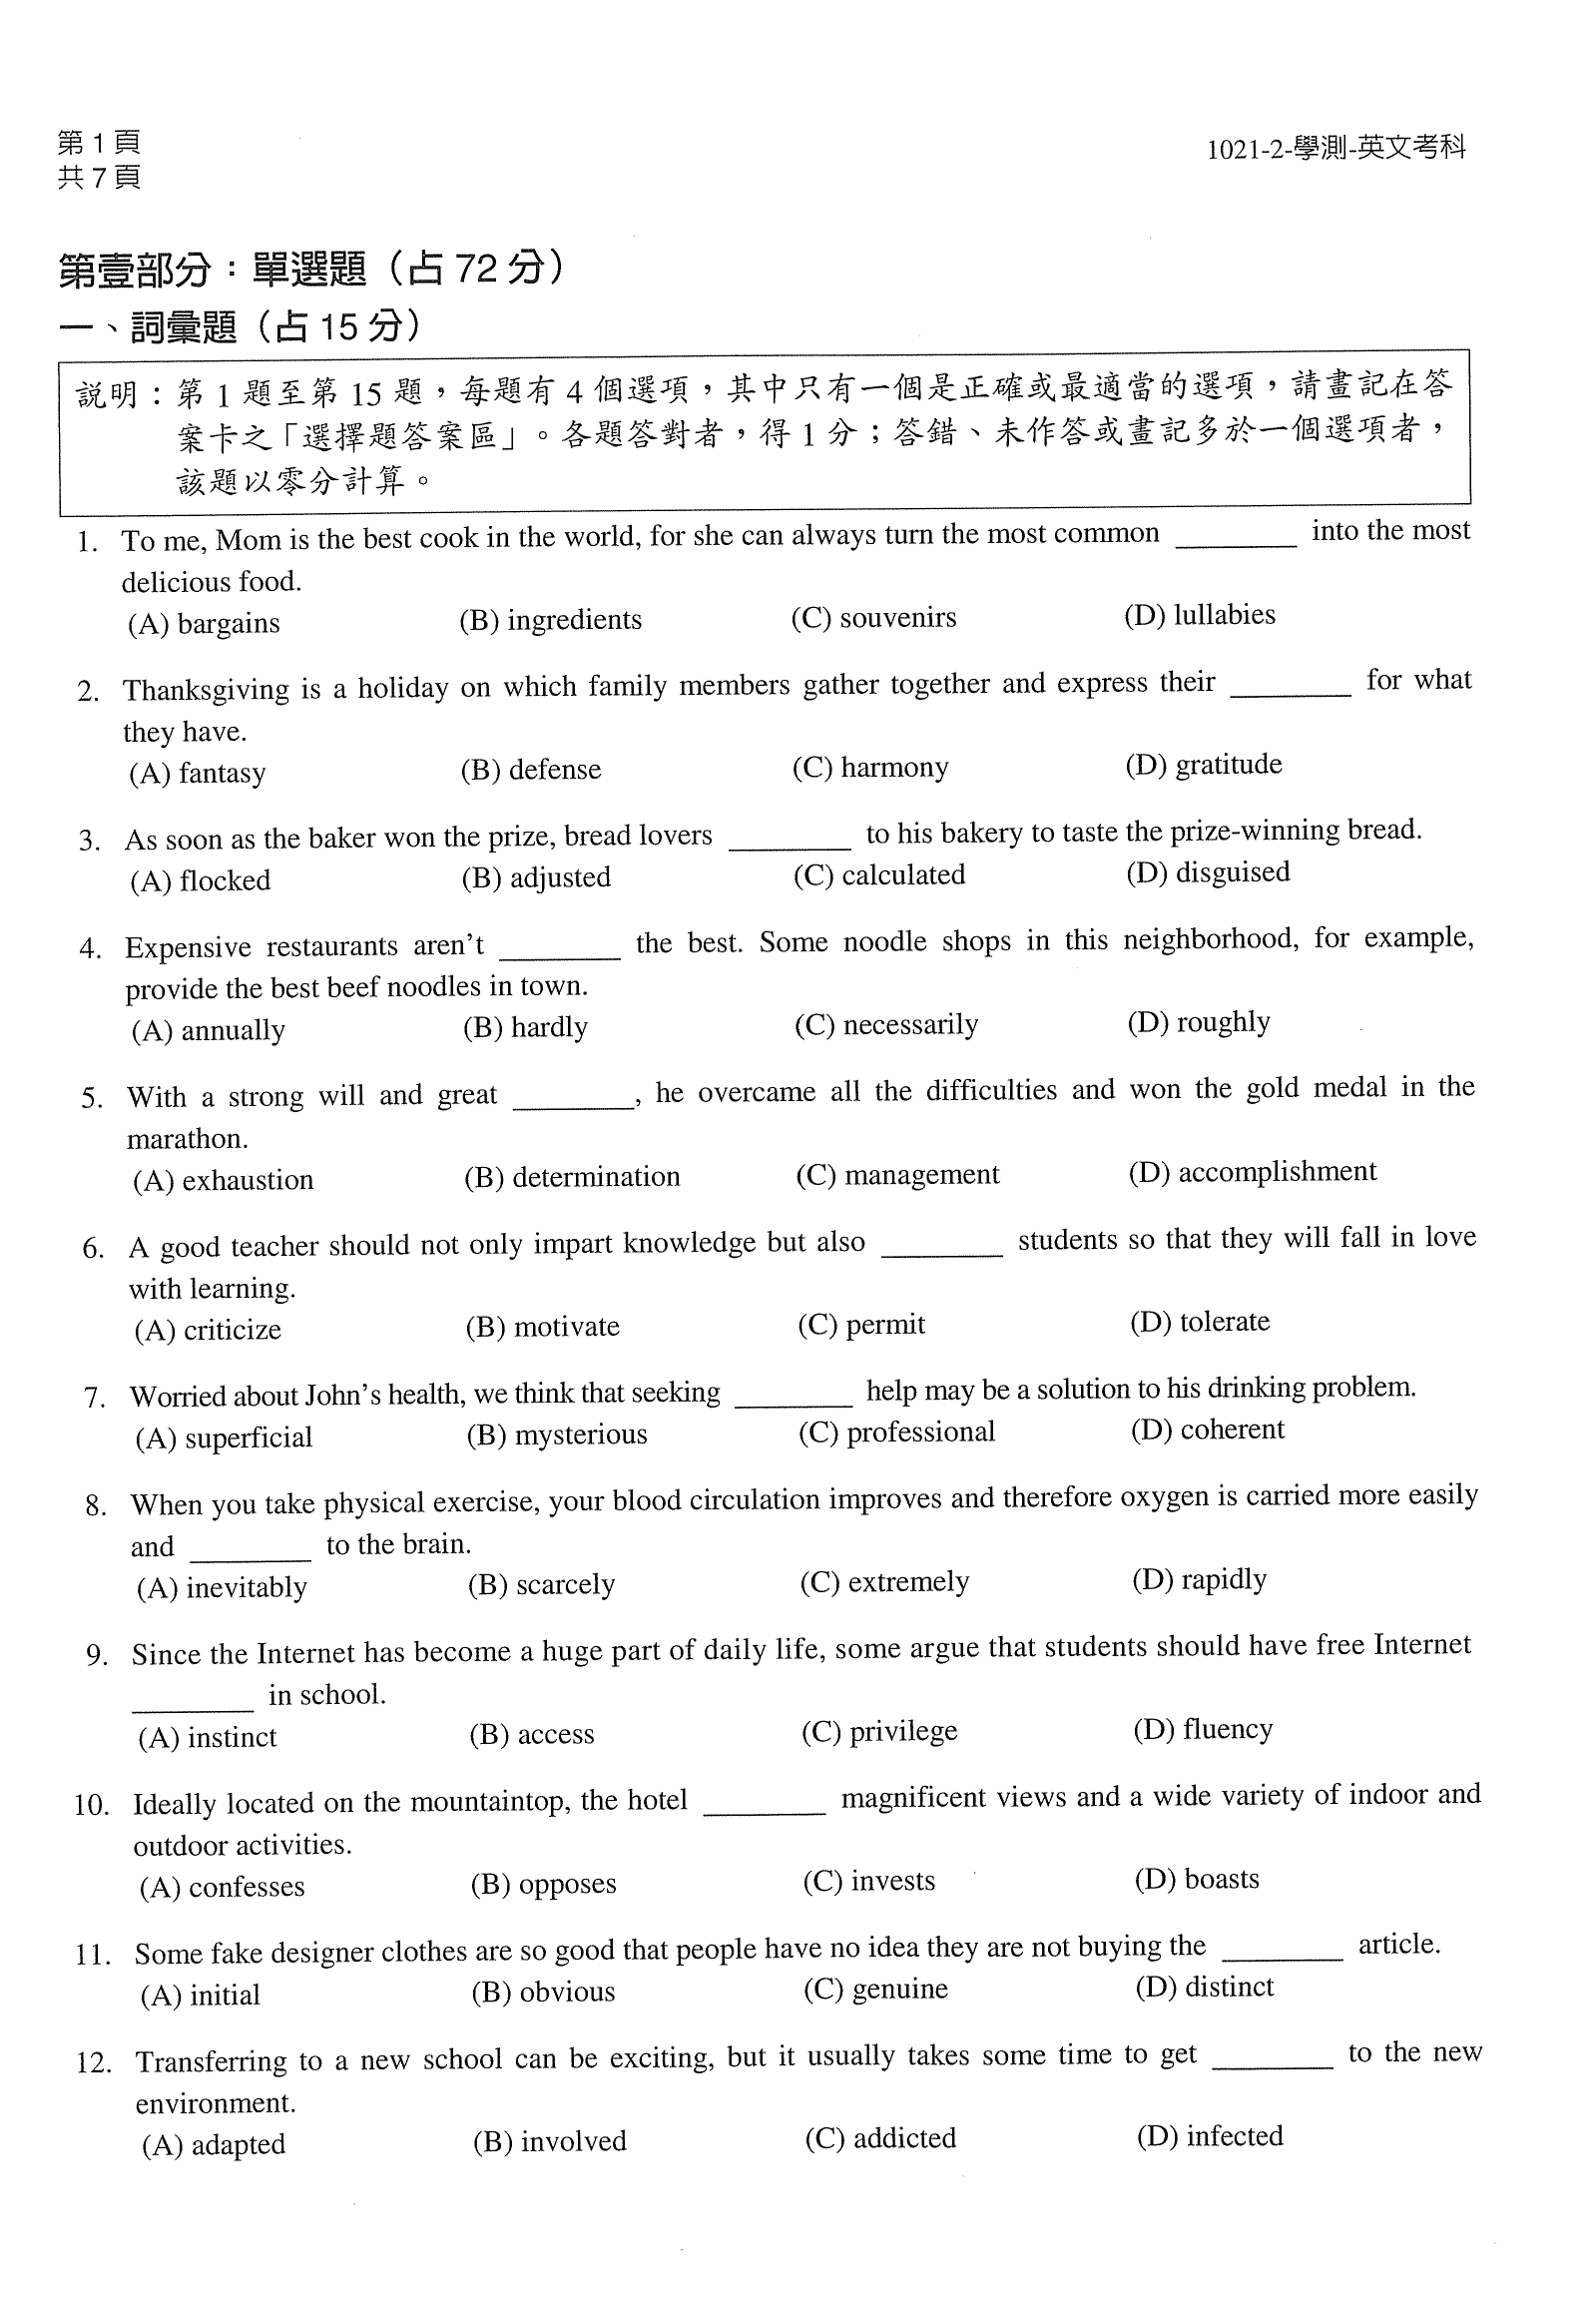 第 1 頁
共 7 頁
1021-2-學測-英文考科
第壹部分：單選題（占 72 分）
一、詞彙題（占 15 分）
說明：第 1 題至第 15 題，每題有 4 個選項，其中只有一個是正確或最適當的選項，請畫記在答
案卡之「選擇題答案區」。各題答對者，得 1 分；答錯、未作答或畫記多於一個選項者，
該題以零分計算。
1. To me, Mom is the best cook in the world, for she can always turn the most common ________ into the most
delicious food.
(A) bargains (B) ingredients (C) souvenirs (D) lullabies
2. Thanksgiving is a holiday on which family members gather together and express their ________ for what
they have.
(A) fantasy (B) defense (C) harmony (D) gratitude
3. As soon as the baker won the prize, bread lovers ________ to his bakery to taste the prize-winning bread.
(A) flocked (B) adjusted (C) calculated (D) disguised
4. Expensive restaurants aren't ________ the best. Some noodle shops in this neighborhood, for example,
provide the best beef noodles in town.
(A) annually (B) hardly (C) necessarily (D) roughly
5. With a strong will and great ________, he overcame all the difficulties and won the gold medal in the
marathon.
(A) exhaustion (B) determination (C) management (D) accomplishment
6. A good teacher should not only impart knowledge but also ________ students so that they will fall in love
with learning.
(A) criticize (B) motivate (C) permit (D) tolerate
7. Worried about John's health, we think that seeking ________ help may be a solution to his drinking problem.
(A) superficial (B) mysterious (C) professional (D) coherent
8. When you take physical exercise, your blood circulation improves and therefore oxygen is carried more easily
and ________ to the brain.
(A) inevitably (B) scarcely (C) extremely (D) rapidly
9. Since the Internet has become a huge part of daily life, some argue that students should have free Internet
________ in school.
(A) instinct (B) access (C) privilege (D) fluency
10. Ideally located on the mountaintop, the hotel ________ magnificent views and a wide variety of indoor and
outdoor activities.
(A) confesses (B) opposes (C) invests (D) boasts
11. Some fake designer clothes are so good that people have no idea they are not buying the ________ article.
(A) initial (B) obvious (C) genuine (D) distinct
12. Transferring to a new school can be exciting, but it usually takes some time to get ________ to the new
environment.
(A) adapted (B) involved (C) addicted (D) infected